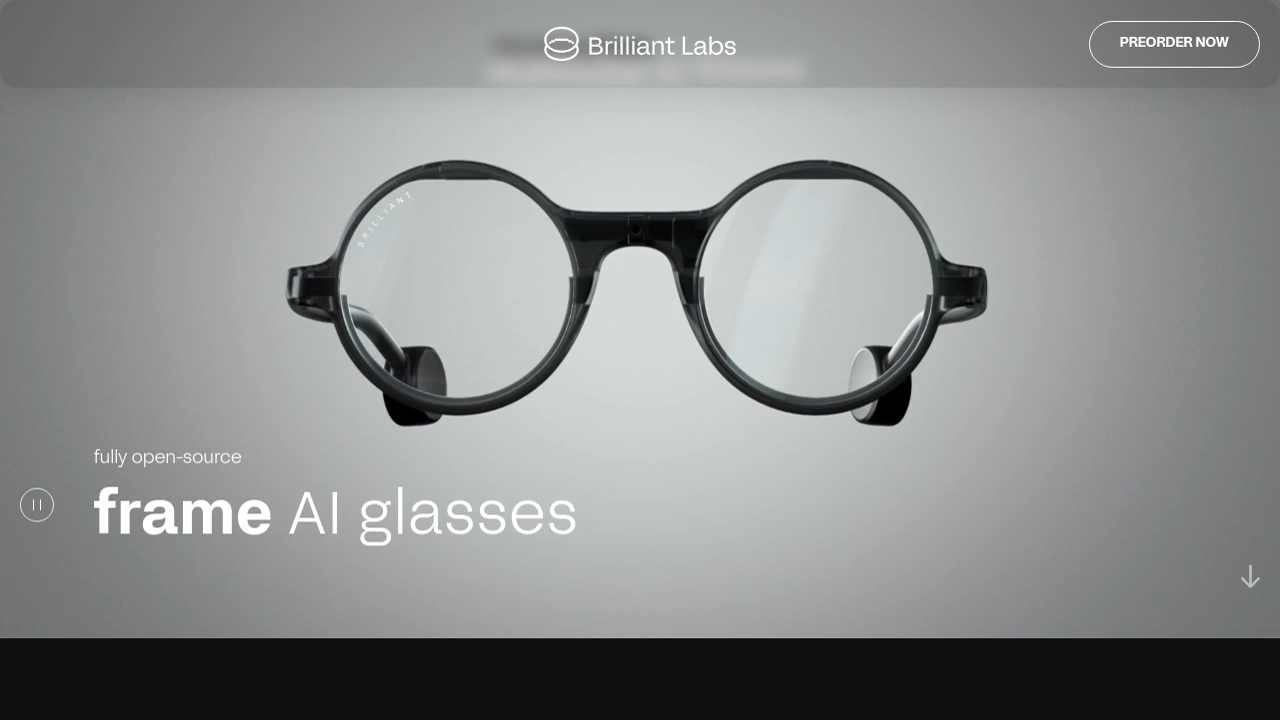 Brilliant Labs
PREORDER NOW
BRILLIANT
fully open-source
frame AI glasses